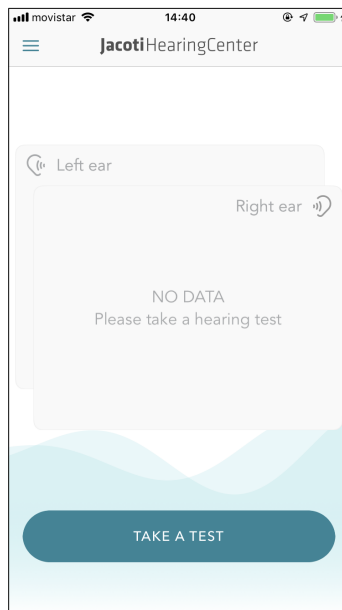 movistar 14:40
JacotiHearingCenter
Left ear
Right ear
NO DATA
Please take a hearing test
TAKE A TEST